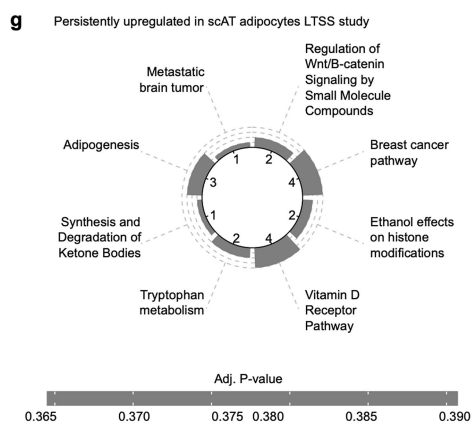 g
Persistently upregulated in scAT adipocytes LTSS study
Regulation of
Wnt/B-catenin
Signaling by
Small Molecule
Compounds
Metastatic
brain tumor
Adipogenesis
Breast cancer
pathway
1
2
3
4
1
2
2
4
Synthesis and
Degradation of
Ketone Bodies
Ethanol effects
on histone
modifications
Tryptophan
metabolism
Vitamin D
Receptor
Pathway
Adj. P-value
0.365
0.370
0.375
0.380
0.385
0.390